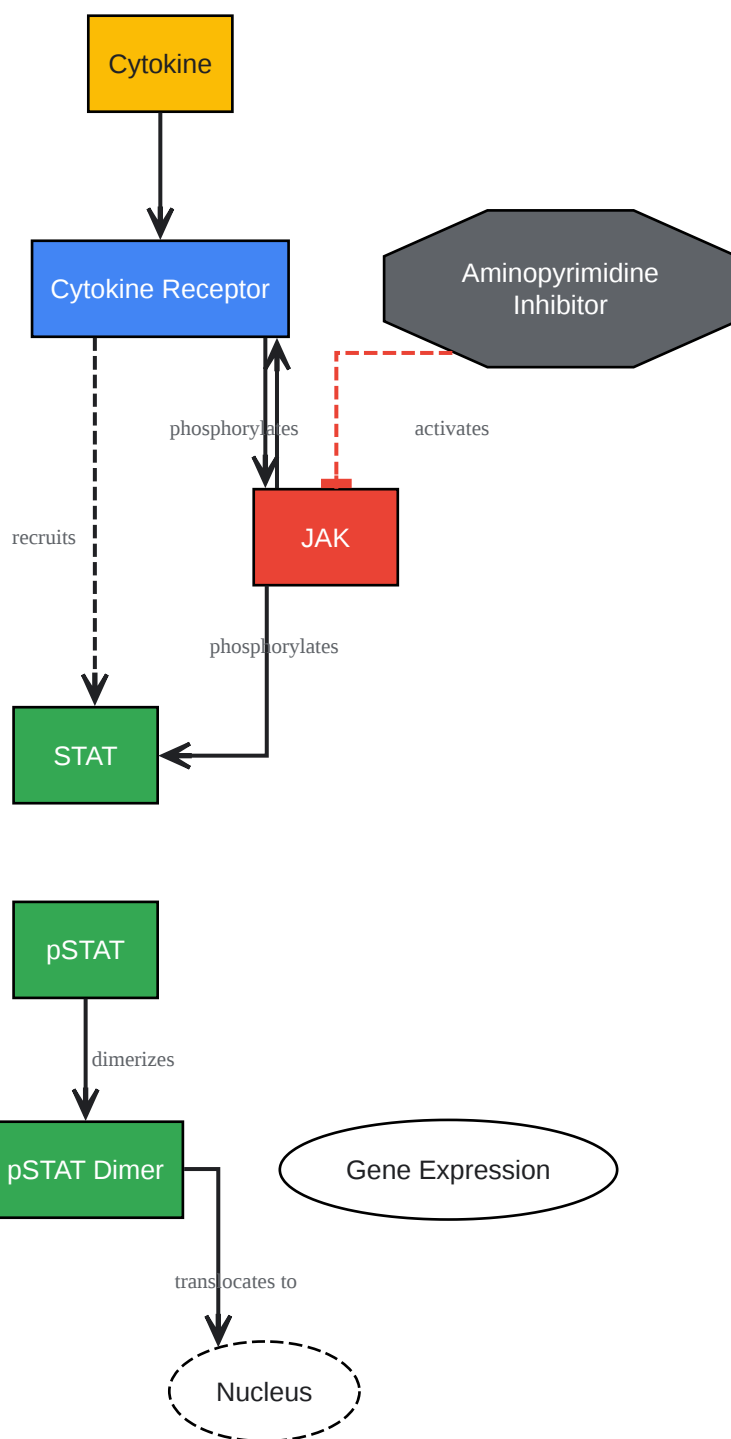 Cytokine
Cytokine Receptor
Aminopyrimidine
Inhibitor
phosphorylates
activates
recruits
JAK
phosphorylates
STAT
pSTAT
dimerizes
pSTAT Dimer
Gene Expression
translocates to
Nucleus